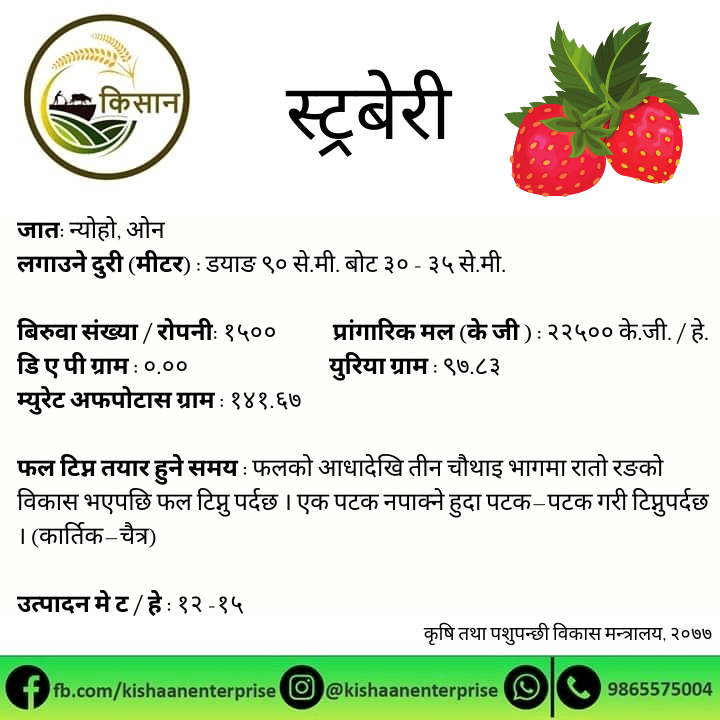 किसान
स्ट्रबेरी
जातः न्योहो, ओन
लगाउने दुरी (मीटर) : डयाङ ९० से.मी. बोट ३० - ३५ से.मी.
बिरुवा संख्या / रोपनीः १५०० प्रांगारिक मल (के जी ) : २२५०० के.जी. / हे.
डि ए पी ग्राम : ०.०० युरिया ग्राम : ९७.८३
म्युरेट अफपोटास ग्राम : १४१.६७
फल टिप्न तयार हुने समय : फलको आधादेखि तीन चौथाइ भागमा रातो रङको
विकास भएपछि फल टिप्नु पर्दछ । एक पटक नपाक्ने हुदा पटक–पटक गरी टिप्नुपर्दछ
। (कार्तिक–चैत्र)
उत्पादन मे ट / हे : १२ -१५
कृषि तथा पशुपन्छी विकास मन्त्रालय, २०७७
fb.com/kishaanenterprise @kishaanenterprise 9865575004